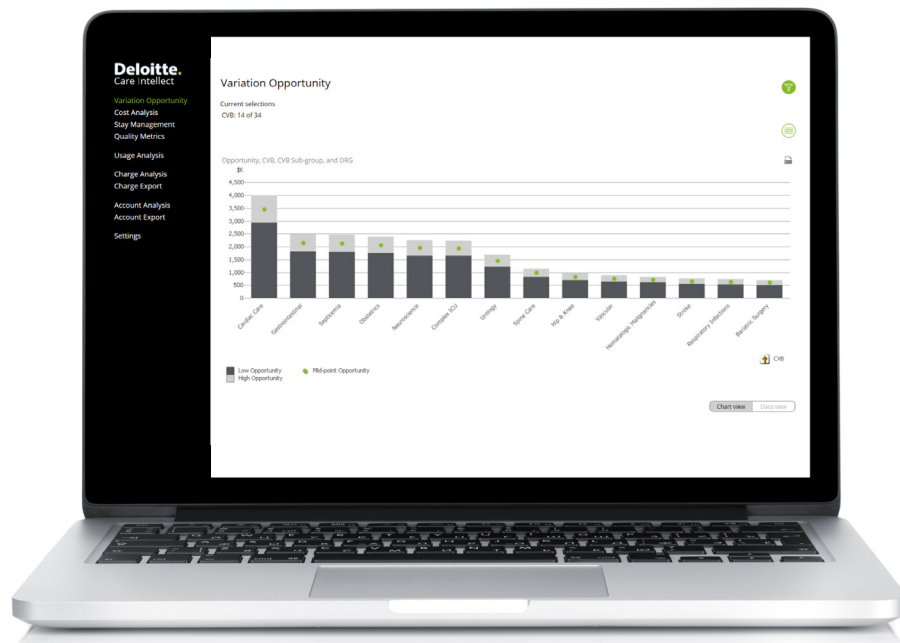 Deloitte.
Care Intellect
Variation Opportunity
Cost Analysis
Stay Management
Quality Metrics
Usage Analysis
Charge Analysis
Charge Export
Account Analysis
Account Export
Settings
Variation Opportunity
Current selections
CVB: 14 of 34
Opportunity, CVB, CVB Sub-group, and DRG
$K
4,500
4,000
3,500
3,000
2,500
2,000
1,500
1,000
500
0
Cardiac Care
Gastrointestinal
Septicemia
Obstetrics
Neuroscience
Complex ICU
Urology
Spine Care
Hip & Knee
Vascular
Hematologic Malignancies
Stroke
Respiratory Infections
Bariatric Surgery
CVB
Low Opportunity
Mid-point Opportunity
High Opportunity
Chart view
Data view